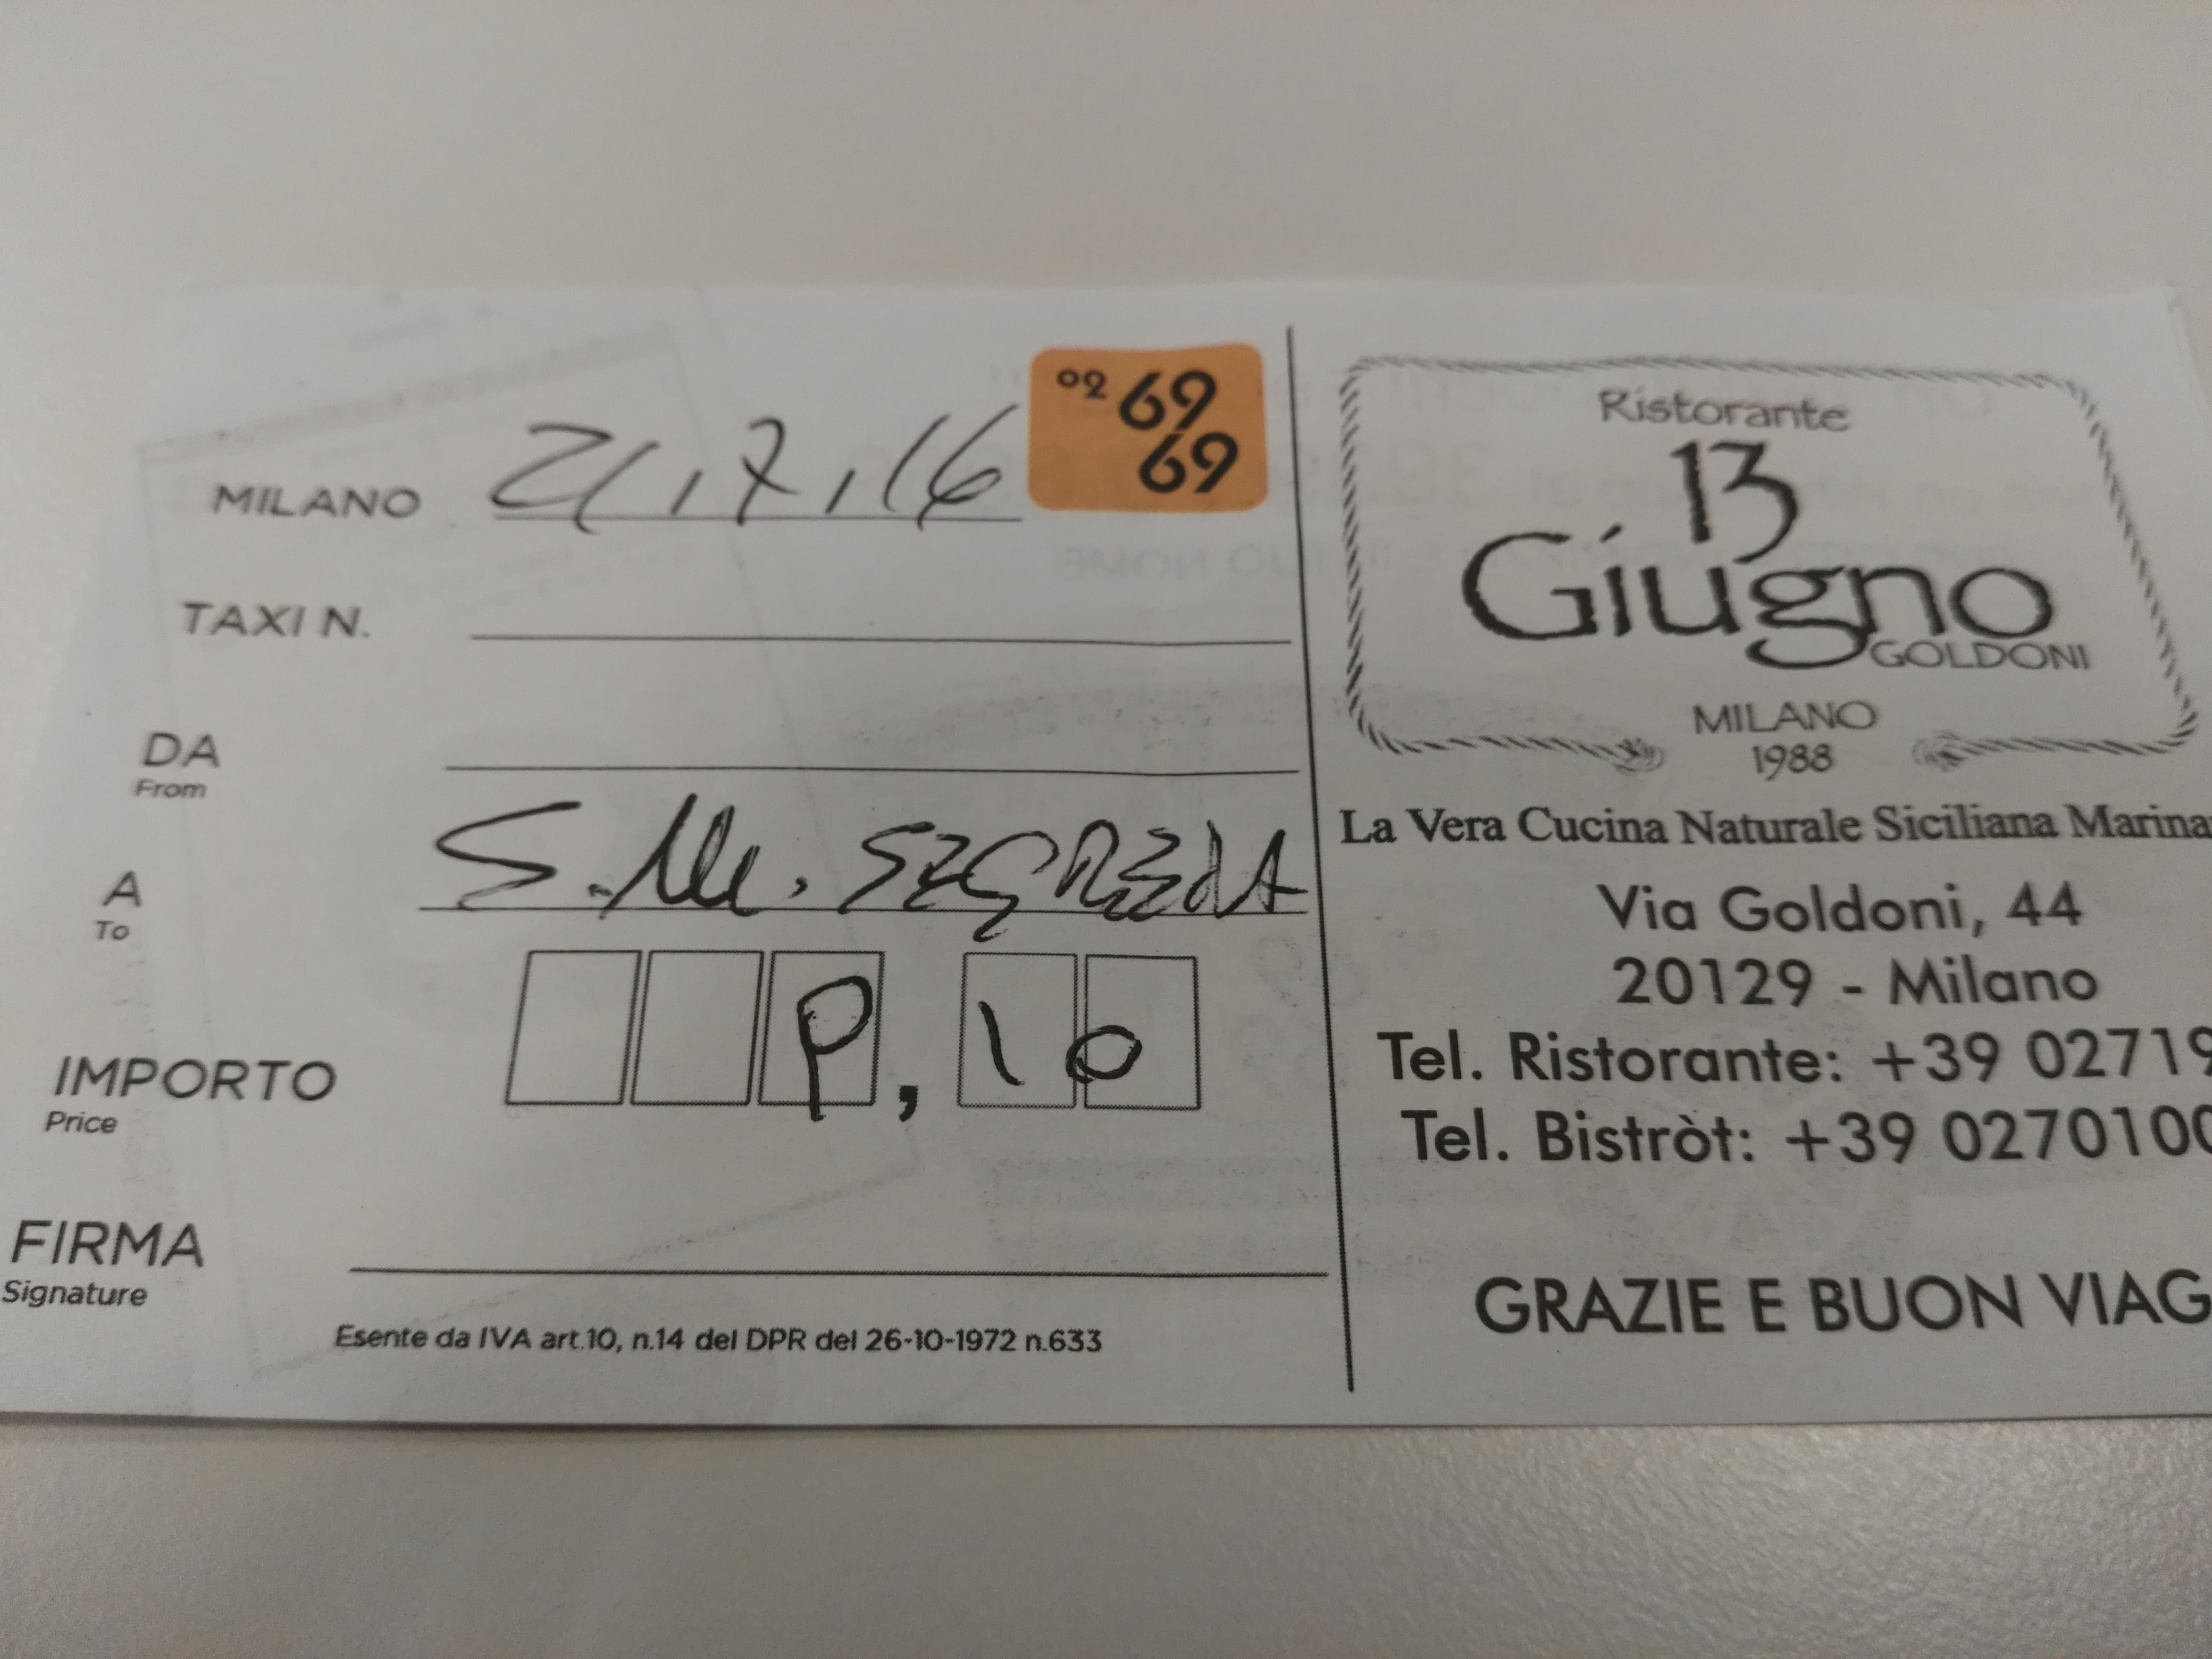 MILANO 21, 7, 16
02 69 69
TAXI N.
DA
From
A S. M. SEGRETA
To
IMPORTO 9, 10
Price
FIRMA
Signature
Esente da IVA art.10, n.14 del DPR del 26-10-1972 n.633
Ristorante
13
Giugno
GOLDONI
MILANO
1988
La Vera Cucina Naturale Siciliana Marina
Via Goldoni, 44
20129 - Milano
Tel. Ristorante: +39 02719
Tel. Bistròt: +39 0270100
GRAZIE E BUON VIAG